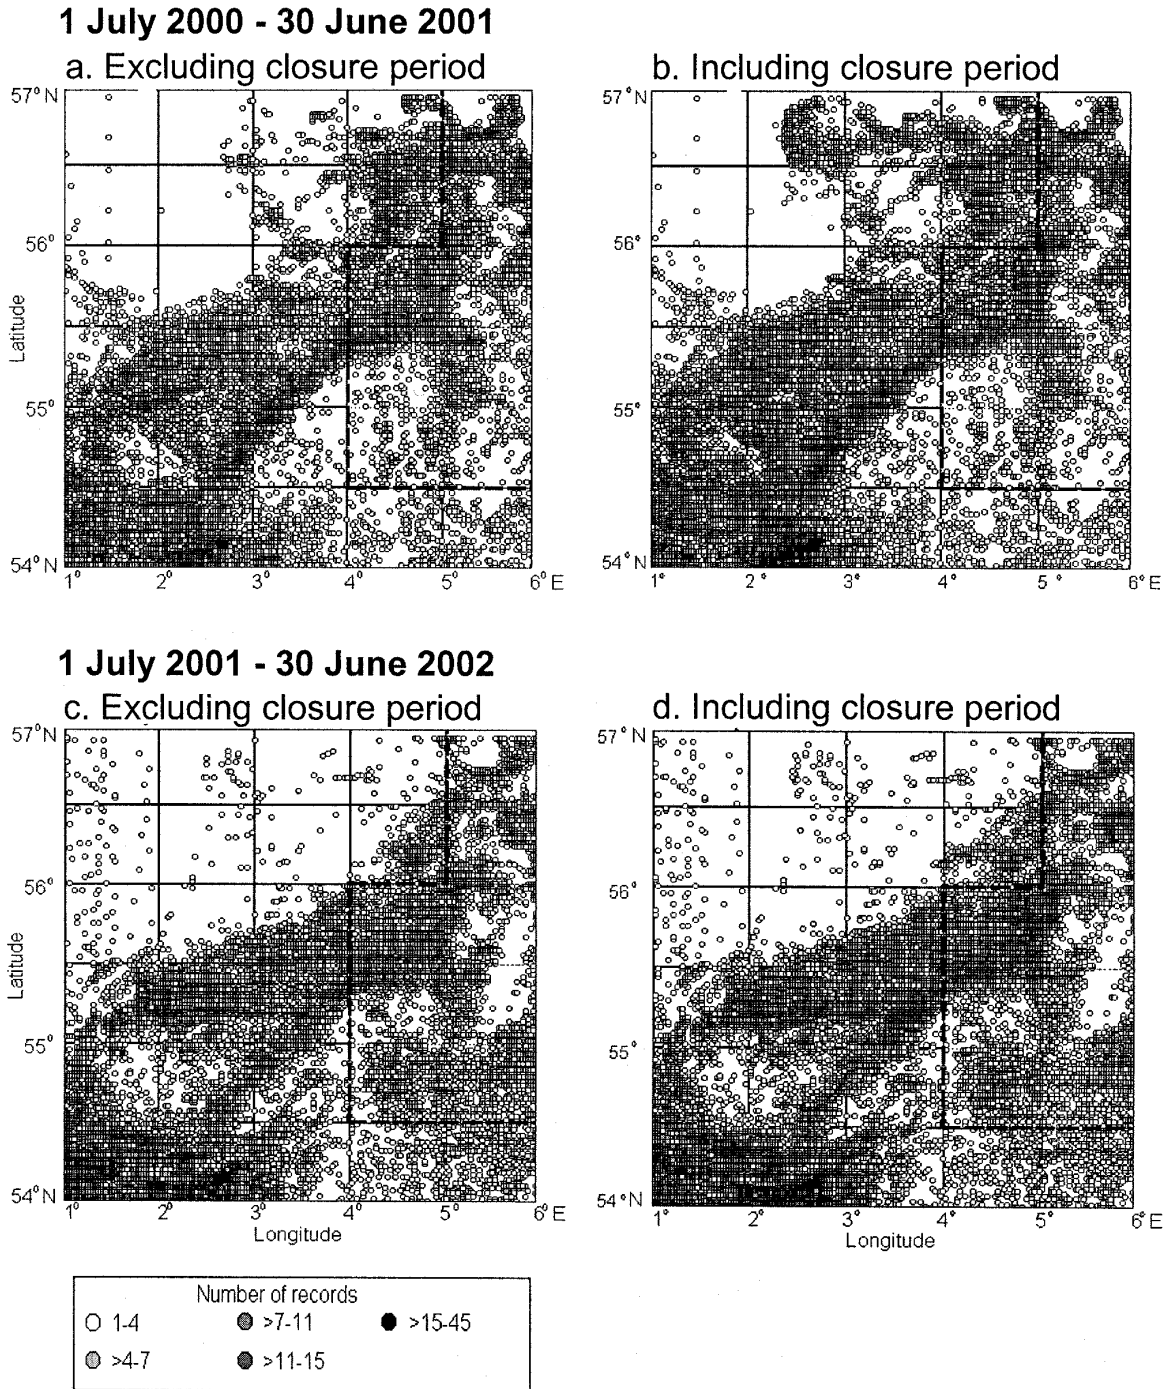 1 July 2000 - 30 June 2001
a. Excluding closure period
b. Including closure period
57° N
56°
55°
54° N
Latitude
1° 2° 3° 4° 5° 6° E
57° N
56°
55°
54° N
1° 2° 3° 4° 5° 6° E
1 July 2001 - 30 June 2002
c. Excluding closure period
d. Including closure period
57° N
56°
55°
54° N
Latitude
1° 2° 3° 4° 5° 6° E
Longitude
57° N
56°
55°
54° N
1° 2° 3° 4° 5° 6° E
Longitude
Number of records
1-4 >7-11 >15-45
>4-7 >11-15